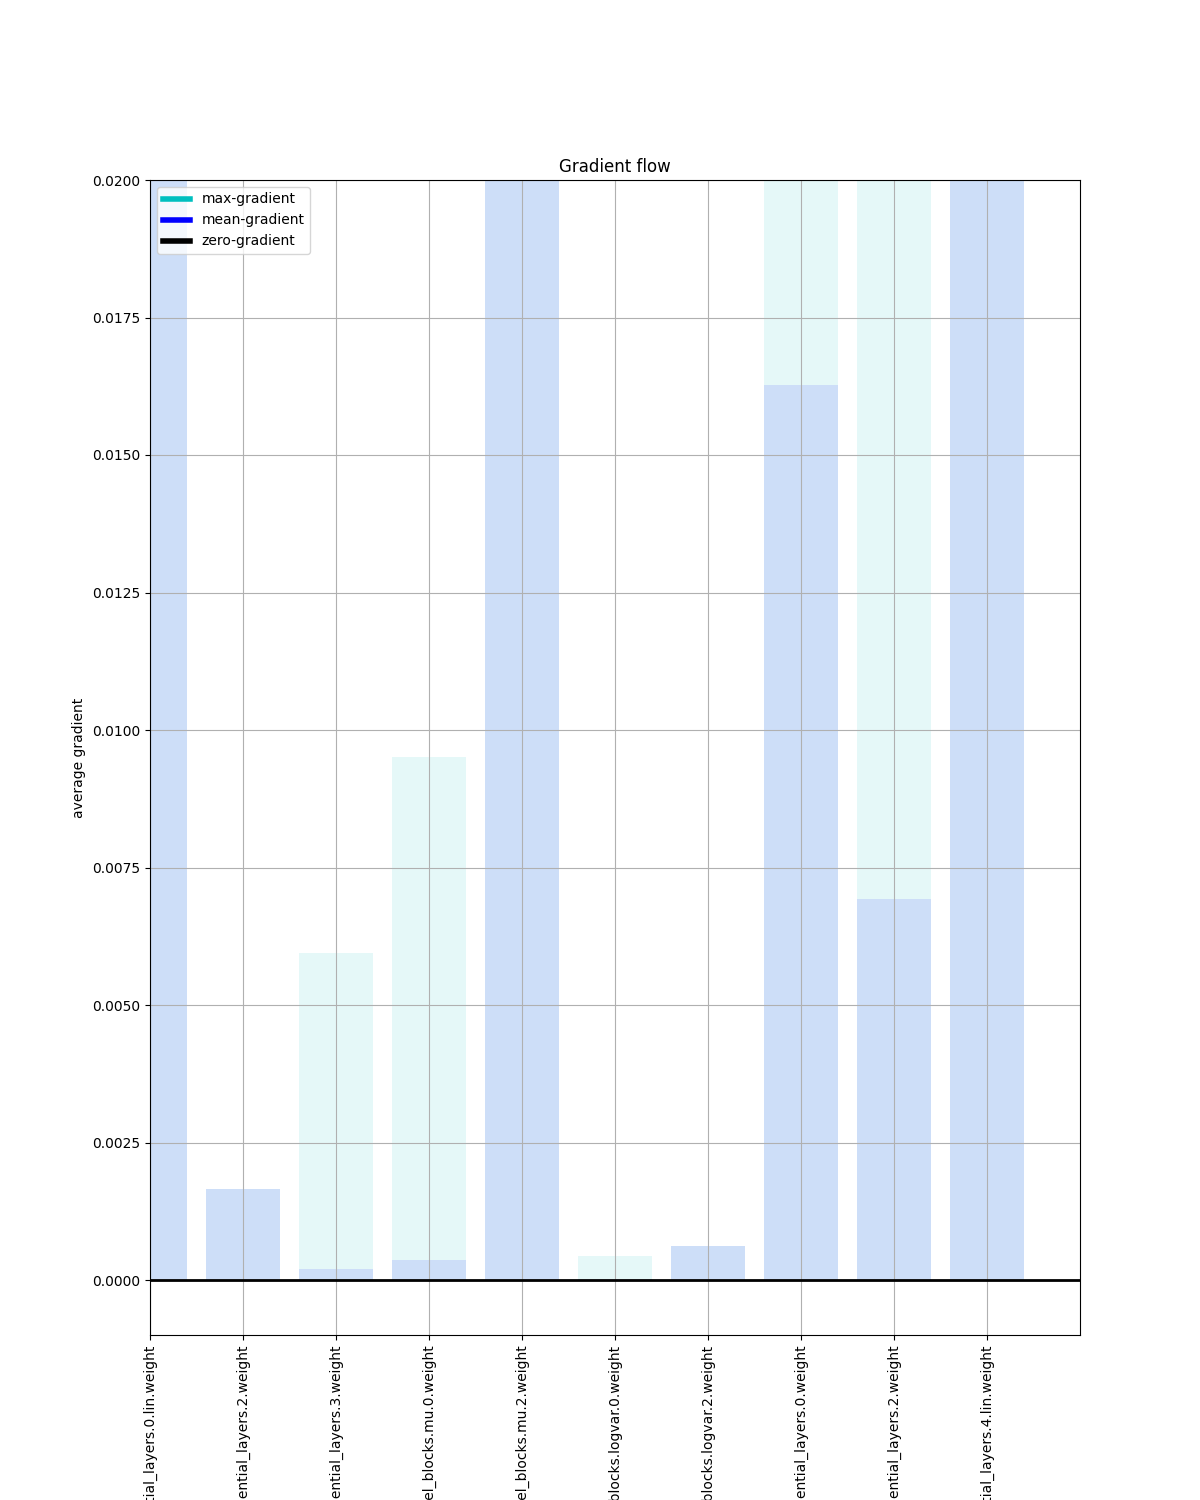 Gradient flow
max-gradient
mean-gradient
zero-gradient
0.0200
0.0175
0.0150
0.0125
0.0100
0.0075
0.0050
0.0025
0.0000
average gradient
tial_layers.0.lin.weight
ential_layers.2.weight
ential_layers.3.weight
el_blocks.mu.0.weight
el_blocks.mu.2.weight
blocks.logvar.0.weight
blocks.logvar.2.weight
ential_layers.0.weight
ential_layers.2.weight
tial_layers.4.lin.weight